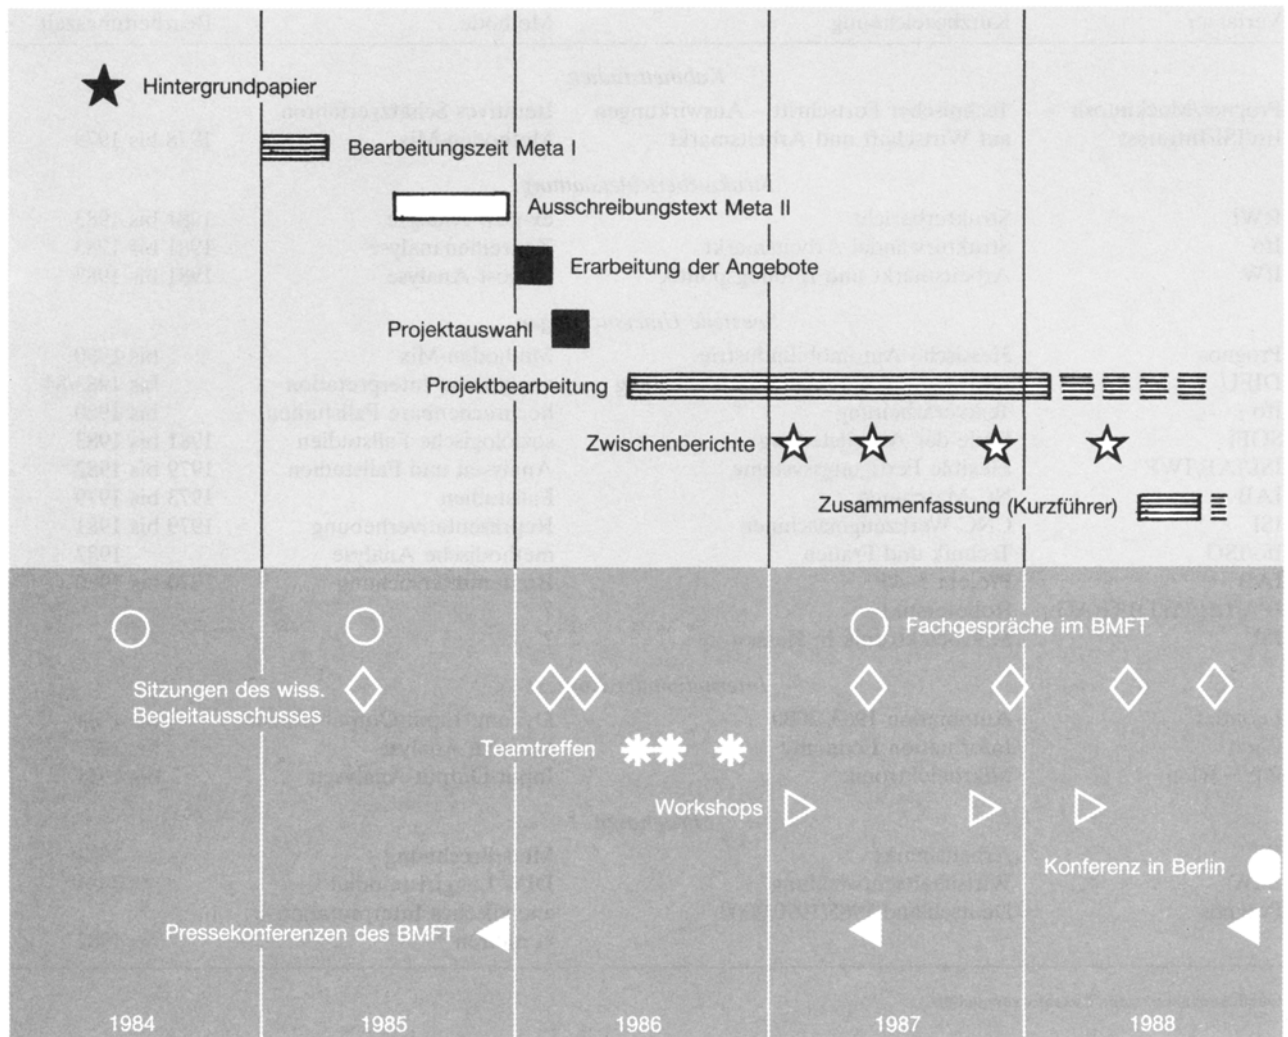 Hintergrundpapier
Bearbeitungszeit Meta I
Ausschreibungstext Meta II
Erarbeitung der Angebote
Projektauswahl
Projektbearbeitung
Zwischenberichte
Zusammenfassung (Kurzführer)
Fachgespräche im BMFT
Sitzungen des wiss.
Begleitausschusses
Teamtreffen
Workshops
Konferenz in Berlin
Pressekonferenzen des BMFT
1984 1985 1986 1987 1988